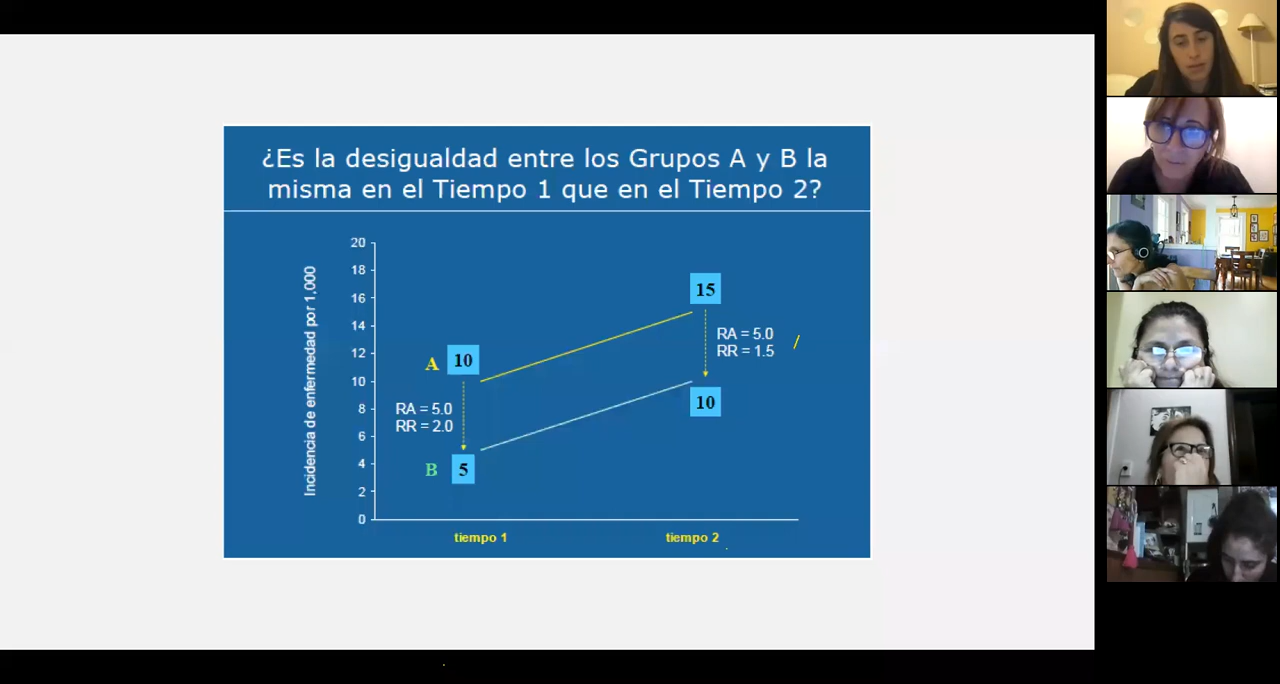 ¿Es la desigualdad entre los Grupos A y B la
misma en el Tiempo 1 que en el Tiempo 2?
Incidencia de enfermedad por 1,000
20
18
16
14
12
10
8
6
4
2
0
A
10
RA = 5.0
RR = 2.0
B
5
15
RA = 5.0
RR = 1.5
10
tiempo 1
tiempo 2